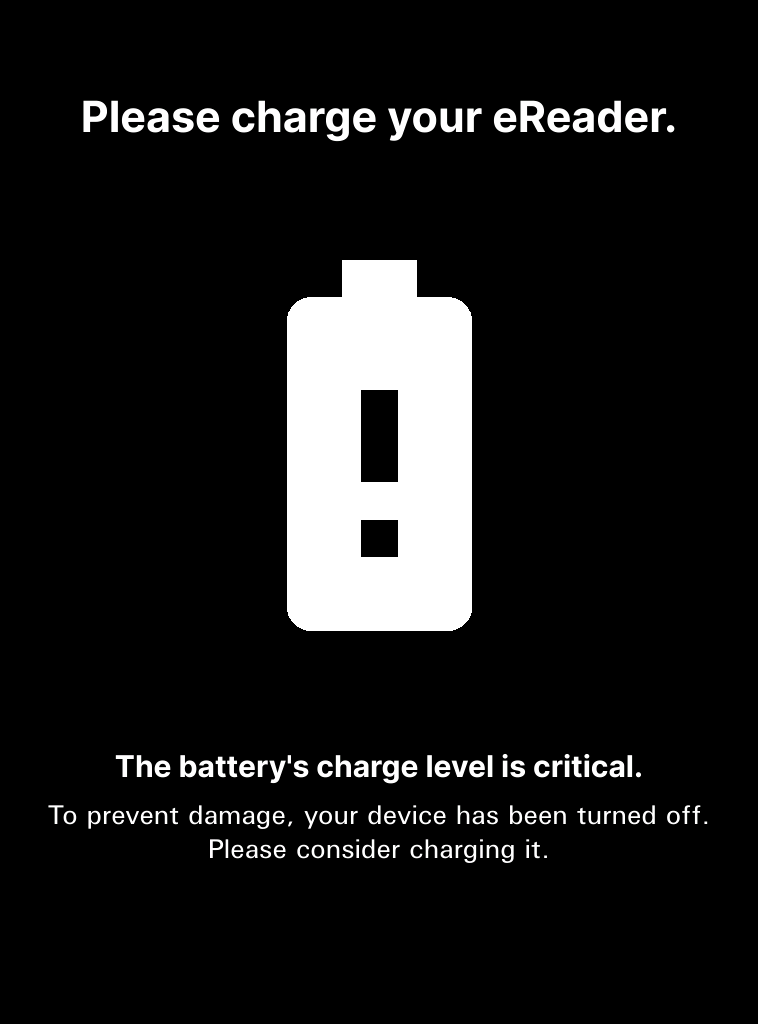 Please charge your eReader.
The battery's charge level is critical.
To prevent damage, your device has been turned off.
Please consider charging it.